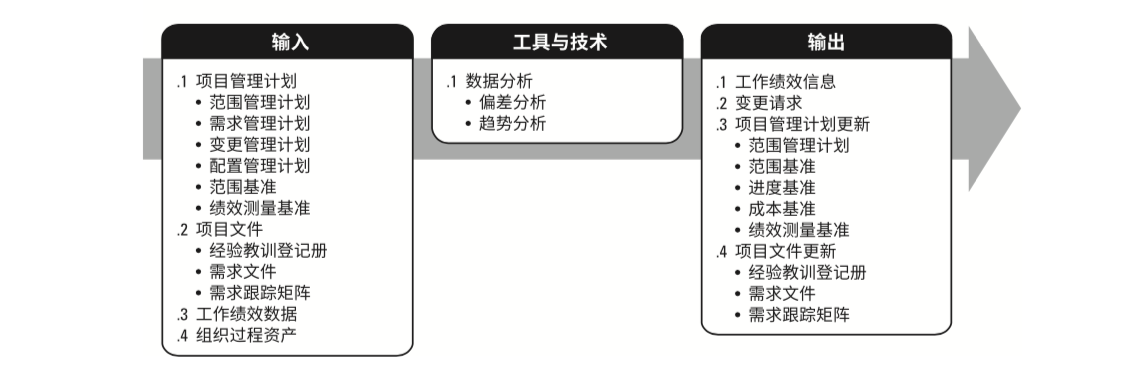 输入
.1 项目管理计划
• 范围管理计划
• 需求管理计划
• 变更管理计划
• 配置管理计划
• 范围基准
• 绩效测量基准
.2 项目文件
• 经验教训登记册
• 需求文件
• 需求跟踪矩阵
.3 工作绩效数据
.4 组织过程资产
工具与技术
.1 数据分析
• 偏差分析
• 趋势分析
输出
.1 工作绩效信息
.2 变更请求
.3 项目管理计划更新
• 范围管理计划
• 范围基准
• 进度基准
• 成本基准
• 绩效测量基准
.4 项目文件更新
• 经验教训登记册
• 需求文件
• 需求跟踪矩阵